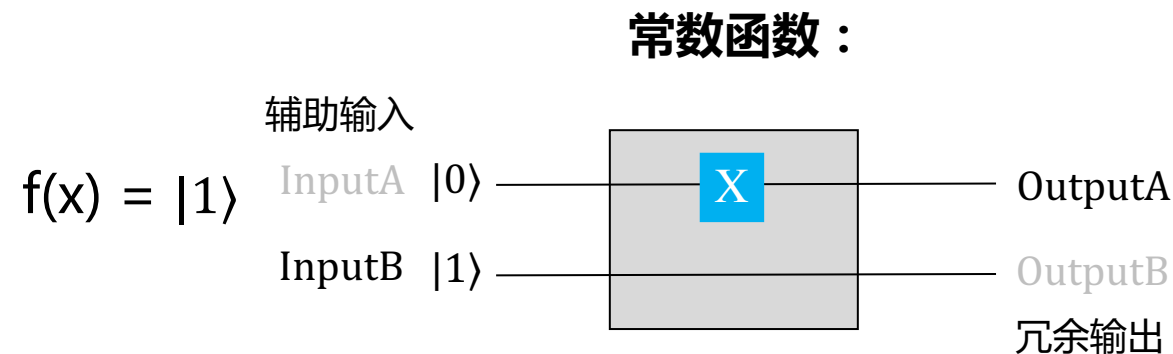 常数函数：
辅助输入
f(x) = |1⟩
InputA |0⟩
X
OutputA
InputB |1⟩
OutputB
冗余输出